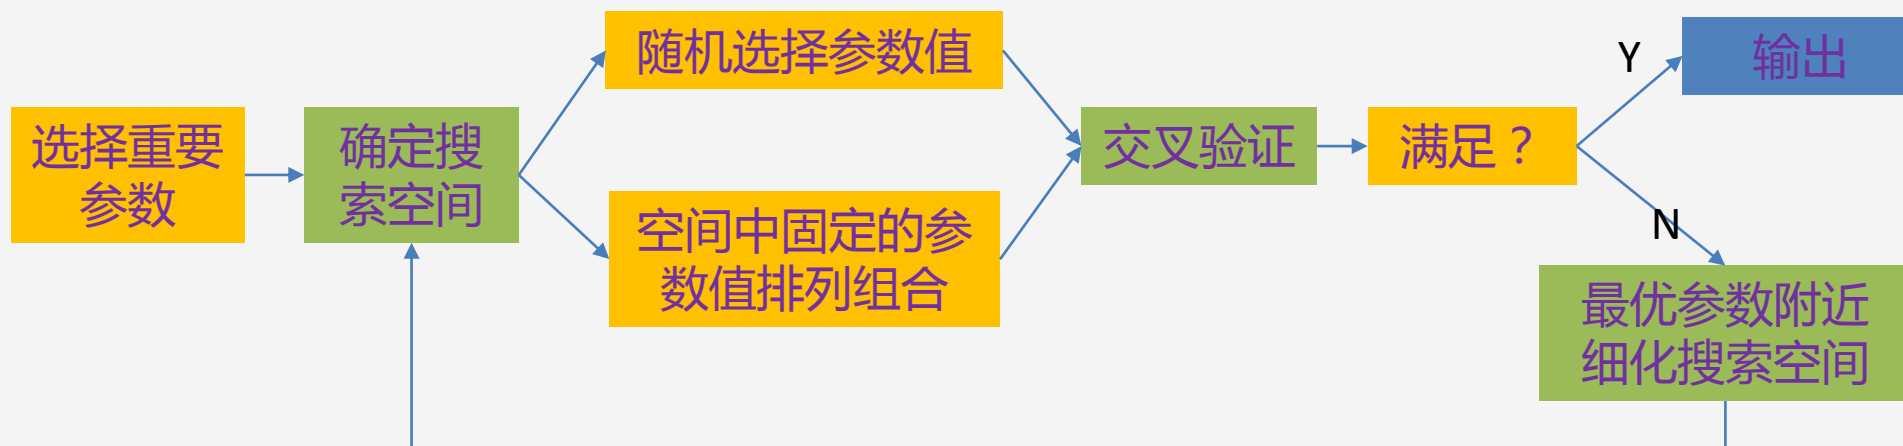 选择重要
参数
确定搜
索空间
随机选择参数值
空间中固定的参
数值排列组合
交叉验证
满足？
Y
输出
N
最优参数附近
细化搜索空间